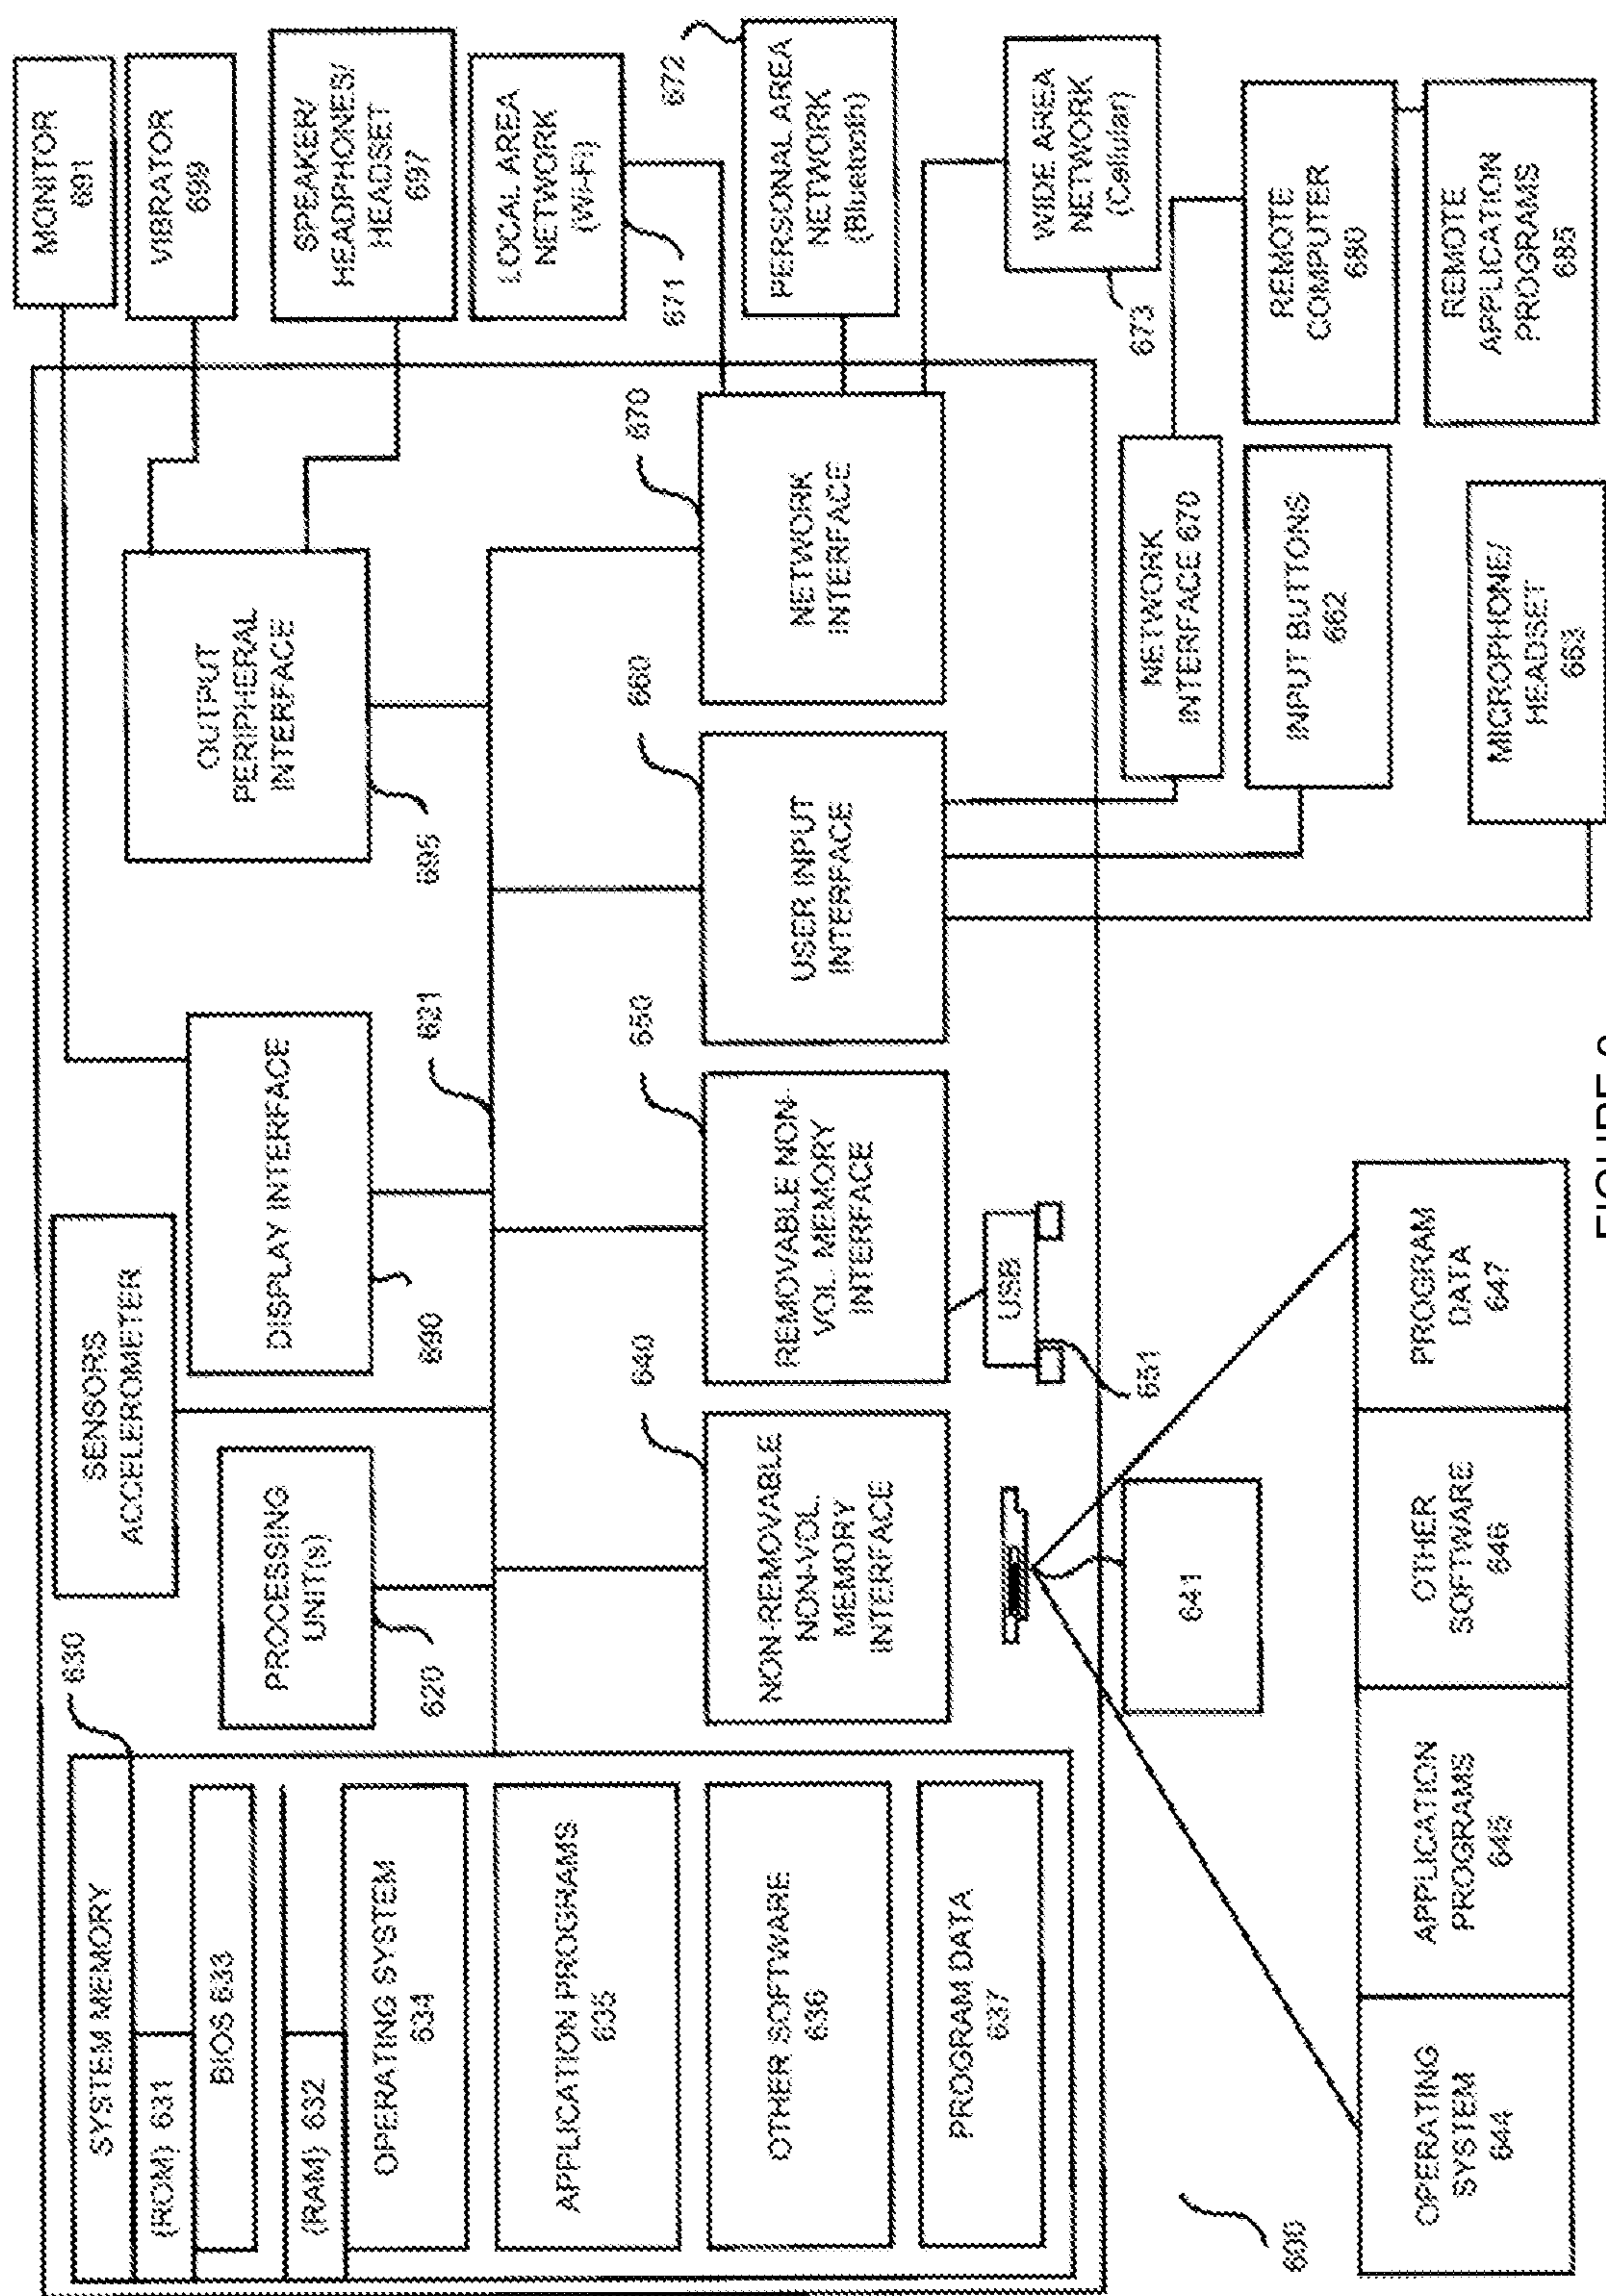 SYSTEM MEMORY
630
(ROM) 631
BIOS 633
(RAM) 632
OPERATING SYSTEM
634
APPLICATION PROGRAMS
635
OTHER SOFTWARE
636
PROGRAM DATA
637
SENSORS
ACCELEROMETER
PROCESSING
UNIT(s)
620
DISPLAY INTERFACE
690
621
OUTPUT
PERIPHERAL
INTERFACE
695
MONITOR
691
VIBRATOR
699
SPEAKER/
HEADPHONES/
HEADSET
697
LOCAL AREA
NETWORK
(Wi-Fi)
671
672
PERSONAL AREA
NETWORK
(Bluetooth)
WIDE AREA
NETWORK
(Cellular)
673
640
NON-REMOVABLE
NON-VOL.
MEMORY
INTERFACE
650
REMOVABLE NON-
VOL. MEMORY
INTERFACE
660
USER INPUT
INTERFACE
670
NETWORK
INTERFACE
USB
651
641
NETWORK
INTERFACE 670
INPUT BUTTONS
662
MICROPHONE/
HEADSET
663
REMOTE
COMPUTER
680
REMOTE
APPLICATION
PROGRAMS
685
600
OPERATING
SYSTEM
644
APPLICATION
PROGRAMS
645
OTHER
SOFTWARE
646
PROGRAM
DATA
647
FIGURE